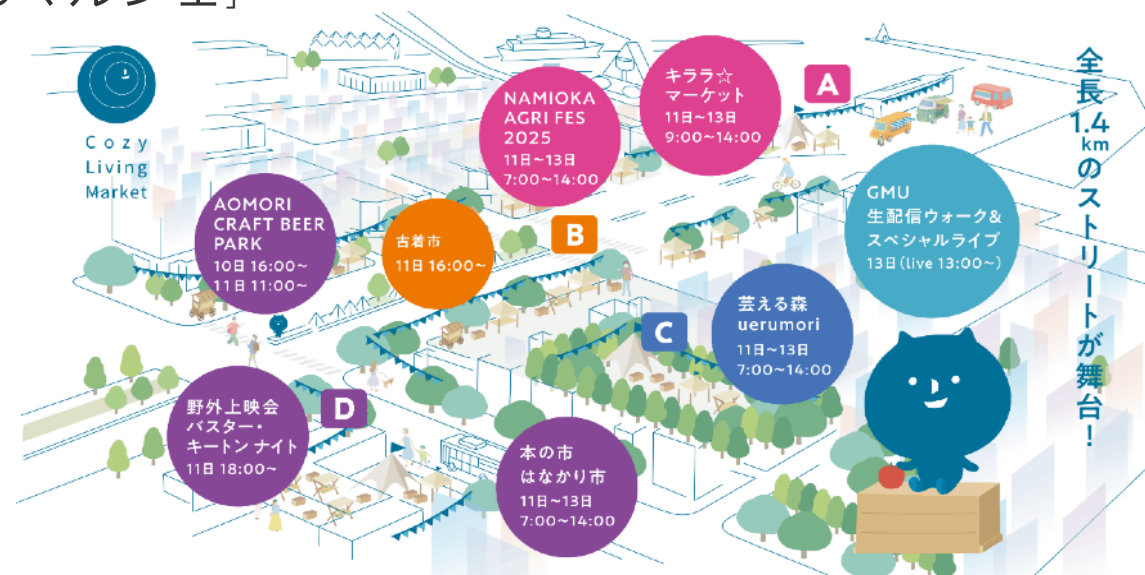 Cozy
Living
Market
NAMIOKA
AGRI FES
2025
11日~13日
7:00~14:00
キララ☆
マーケット
11日~13日
9:00~14:00
A
全長1.4kmのストリートが舞台！
AOMORI
CRAFT BEER
PARK
10日 16:00~
11日 11:00~
古着市
11日 16:00~
B
GMU
生配信ウォーク&
スペシャルライブ
13日(live 13:00~)
C
芸える森
uerumori
11日~13日
7:00~14:00
野外上映会
バスター・
キートン ナイト
11日 18:00~
D
本の市
はなかり市
11日~13日
7:00~14:00